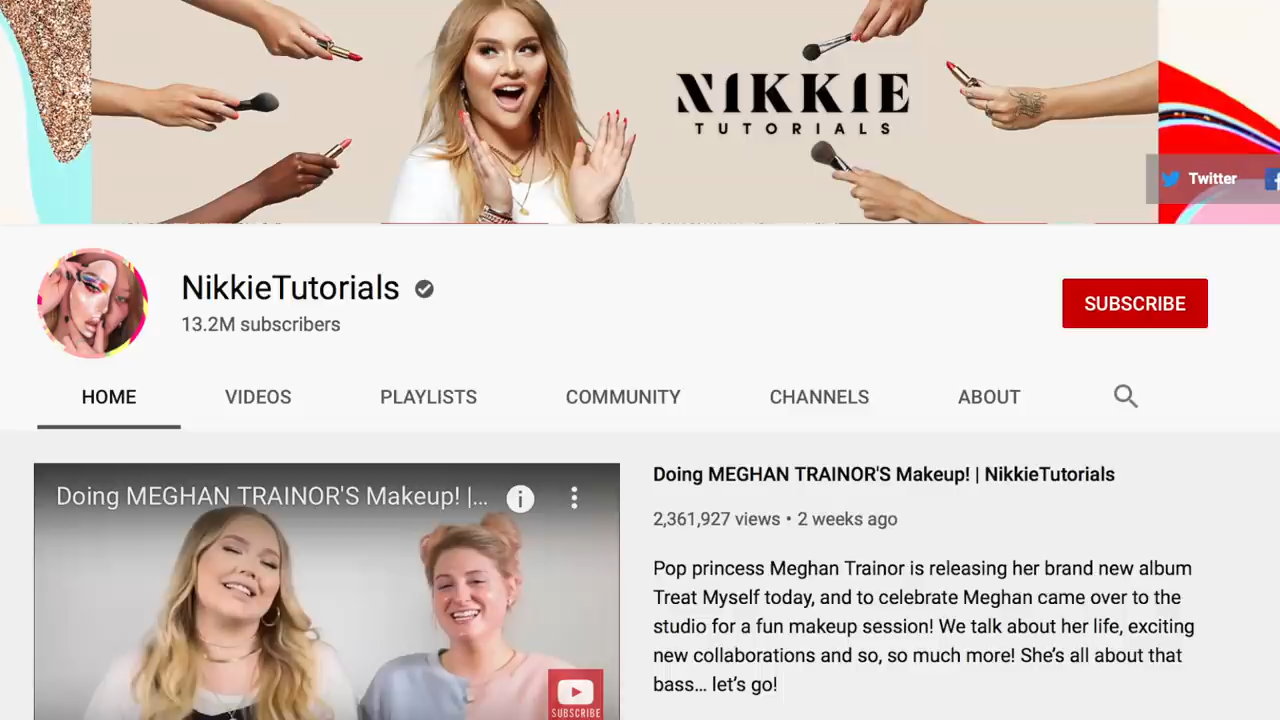 NIKKIE
TUTORIALS
Twitter
NikkieTutorials
13.2M subscribers
SUBSCRIBE
HOME
VIDEOS
PLAYLISTS
COMMUNITY
CHANNELS
ABOUT
Doing MEGHAN TRAINOR'S Makeup! |...
SUBSCRIBE
Doing MEGHAN TRAINOR'S Makeup! | NikkieTutorials
2,361,927 views • 2 weeks ago
Pop princess Meghan Trainor is releasing her brand new album
Treat Myself today, and to celebrate Meghan came over to the
studio for a fun makeup session! We talk about her life, exciting
new collaborations and so, so much more! She’s all about that
bass… let’s go!